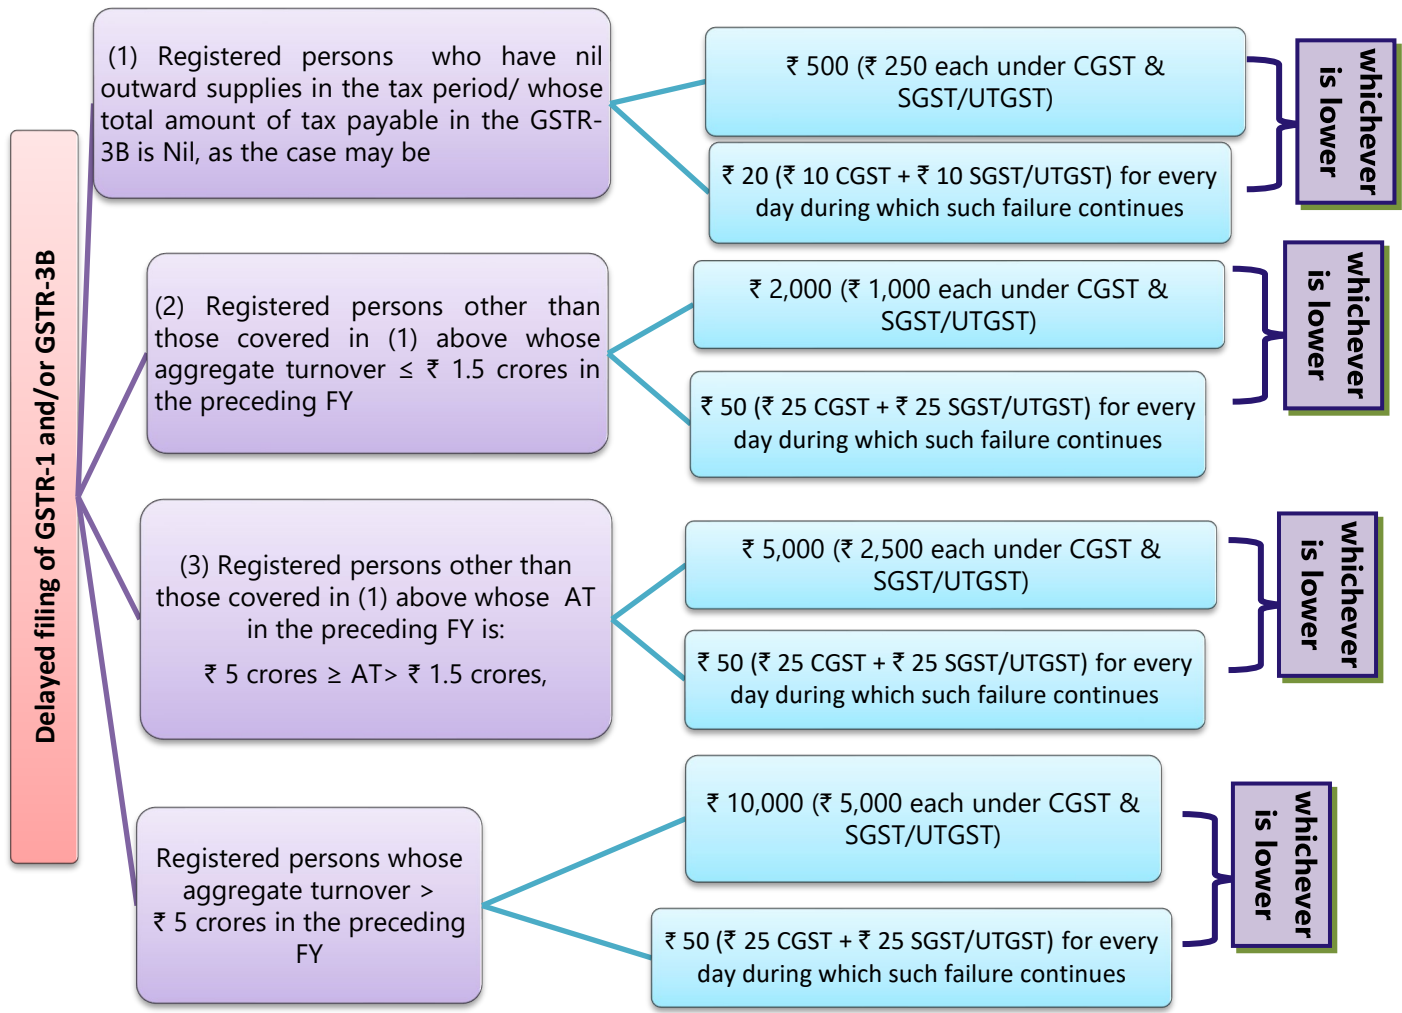 Delayed filing of GSTR-1 and/or GSTR-3B
(1) Registered persons who have nil
outward supplies in the tax period/ whose
total amount of tax payable in the GSTR-
3B is Nil, as the case may be
₹ 500 (₹ 250 each under CGST &
SGST/UTGST)
₹ 20 (₹ 10 CGST + ₹ 10 SGST/UTGST) for every
day during which such failure continues
whichever
is lower
(2) Registered persons other than
those covered in (1) above whose
aggregate turnover ≤ ₹ 1.5 crores in
the preceding FY
₹ 2,000 (₹ 1,000 each under CGST &
SGST/UTGST)
₹ 50 (₹ 25 CGST + ₹ 25 SGST/UTGST) for every
day during which such failure continues
whichever
is lower
(3) Registered persons other than
those covered in (1) above whose AT
in the preceding FY is:
₹ 5 crores ≥ AT> ₹ 1.5 crores,
₹ 5,000 (₹ 2,500 each under CGST &
SGST/UTGST)
₹ 50 (₹ 25 CGST + ₹ 25 SGST/UTGST) for every
day during which such failure continues
whichever
is lower
Registered persons whose
aggregate turnover >
₹ 5 crores in the preceding
FY
₹ 10,000 (₹ 5,000 each under CGST &
SGST/UTGST)
₹ 50 (₹ 25 CGST + ₹ 25 SGST/UTGST) for every
day during which such failure continues
whichever
is lower